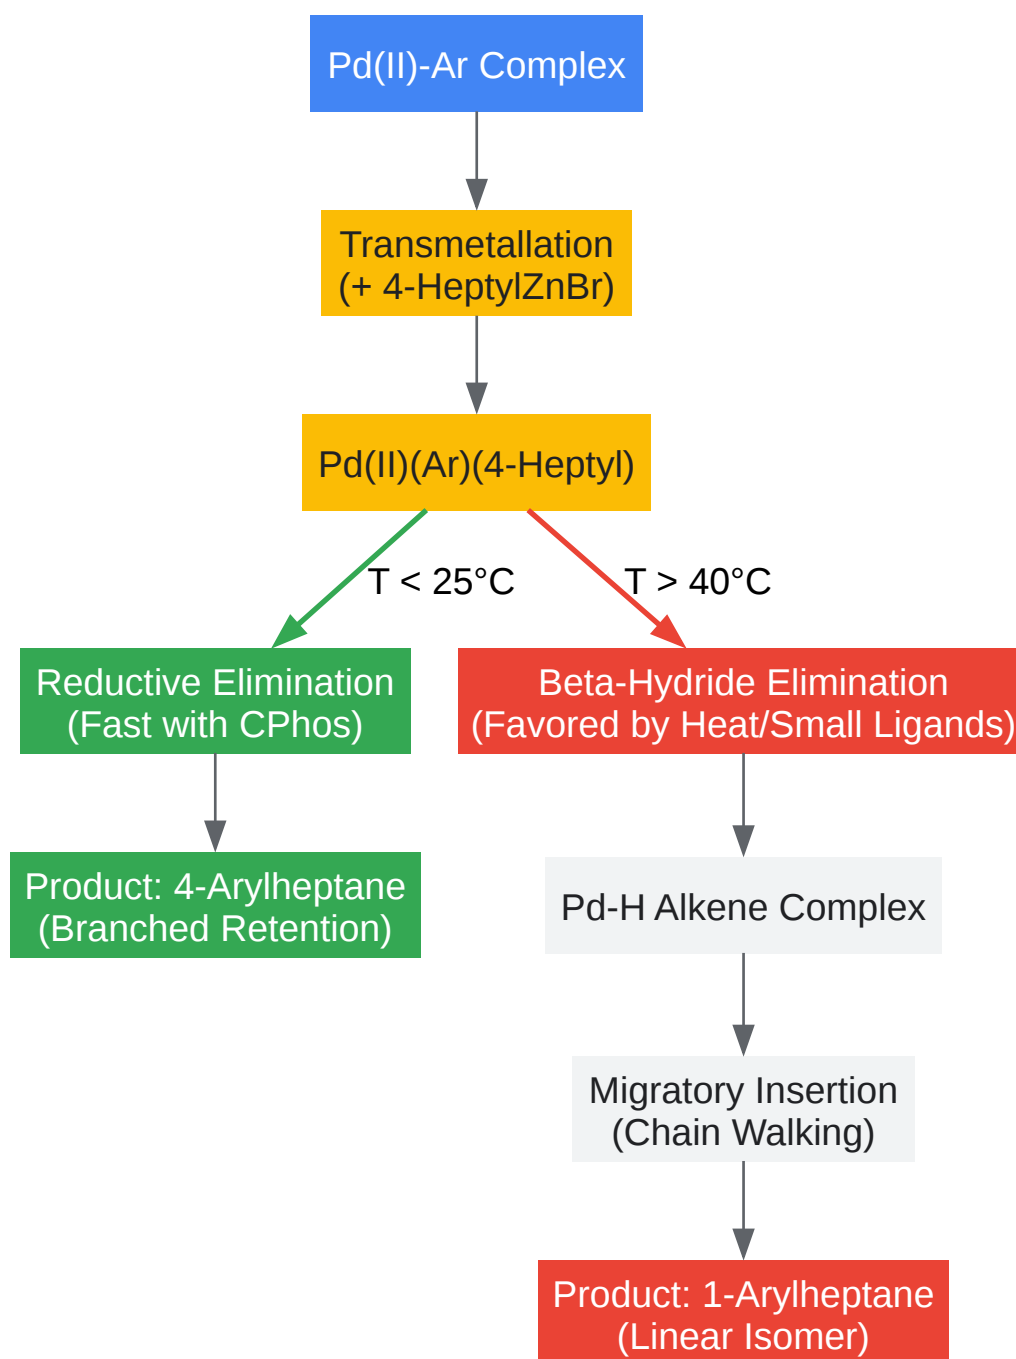 Pd(II)-Ar Complex
Transmetallation
(+ 4-HeptylZnBr)
Pd(II)(Ar)(4-Heptyl)
T < 25°C
T > 40°C
Reductive Elimination
(Fast with CPhos)
Beta-Hydride Elimination
(Favored by Heat/Small Ligands)
Product: 4-Arylheptane
(Branched Retention)
Pd-H Alkene Complex
Migratory Insertion
(Chain Walking)
Product: 1-Arylheptane
(Linear Isomer)